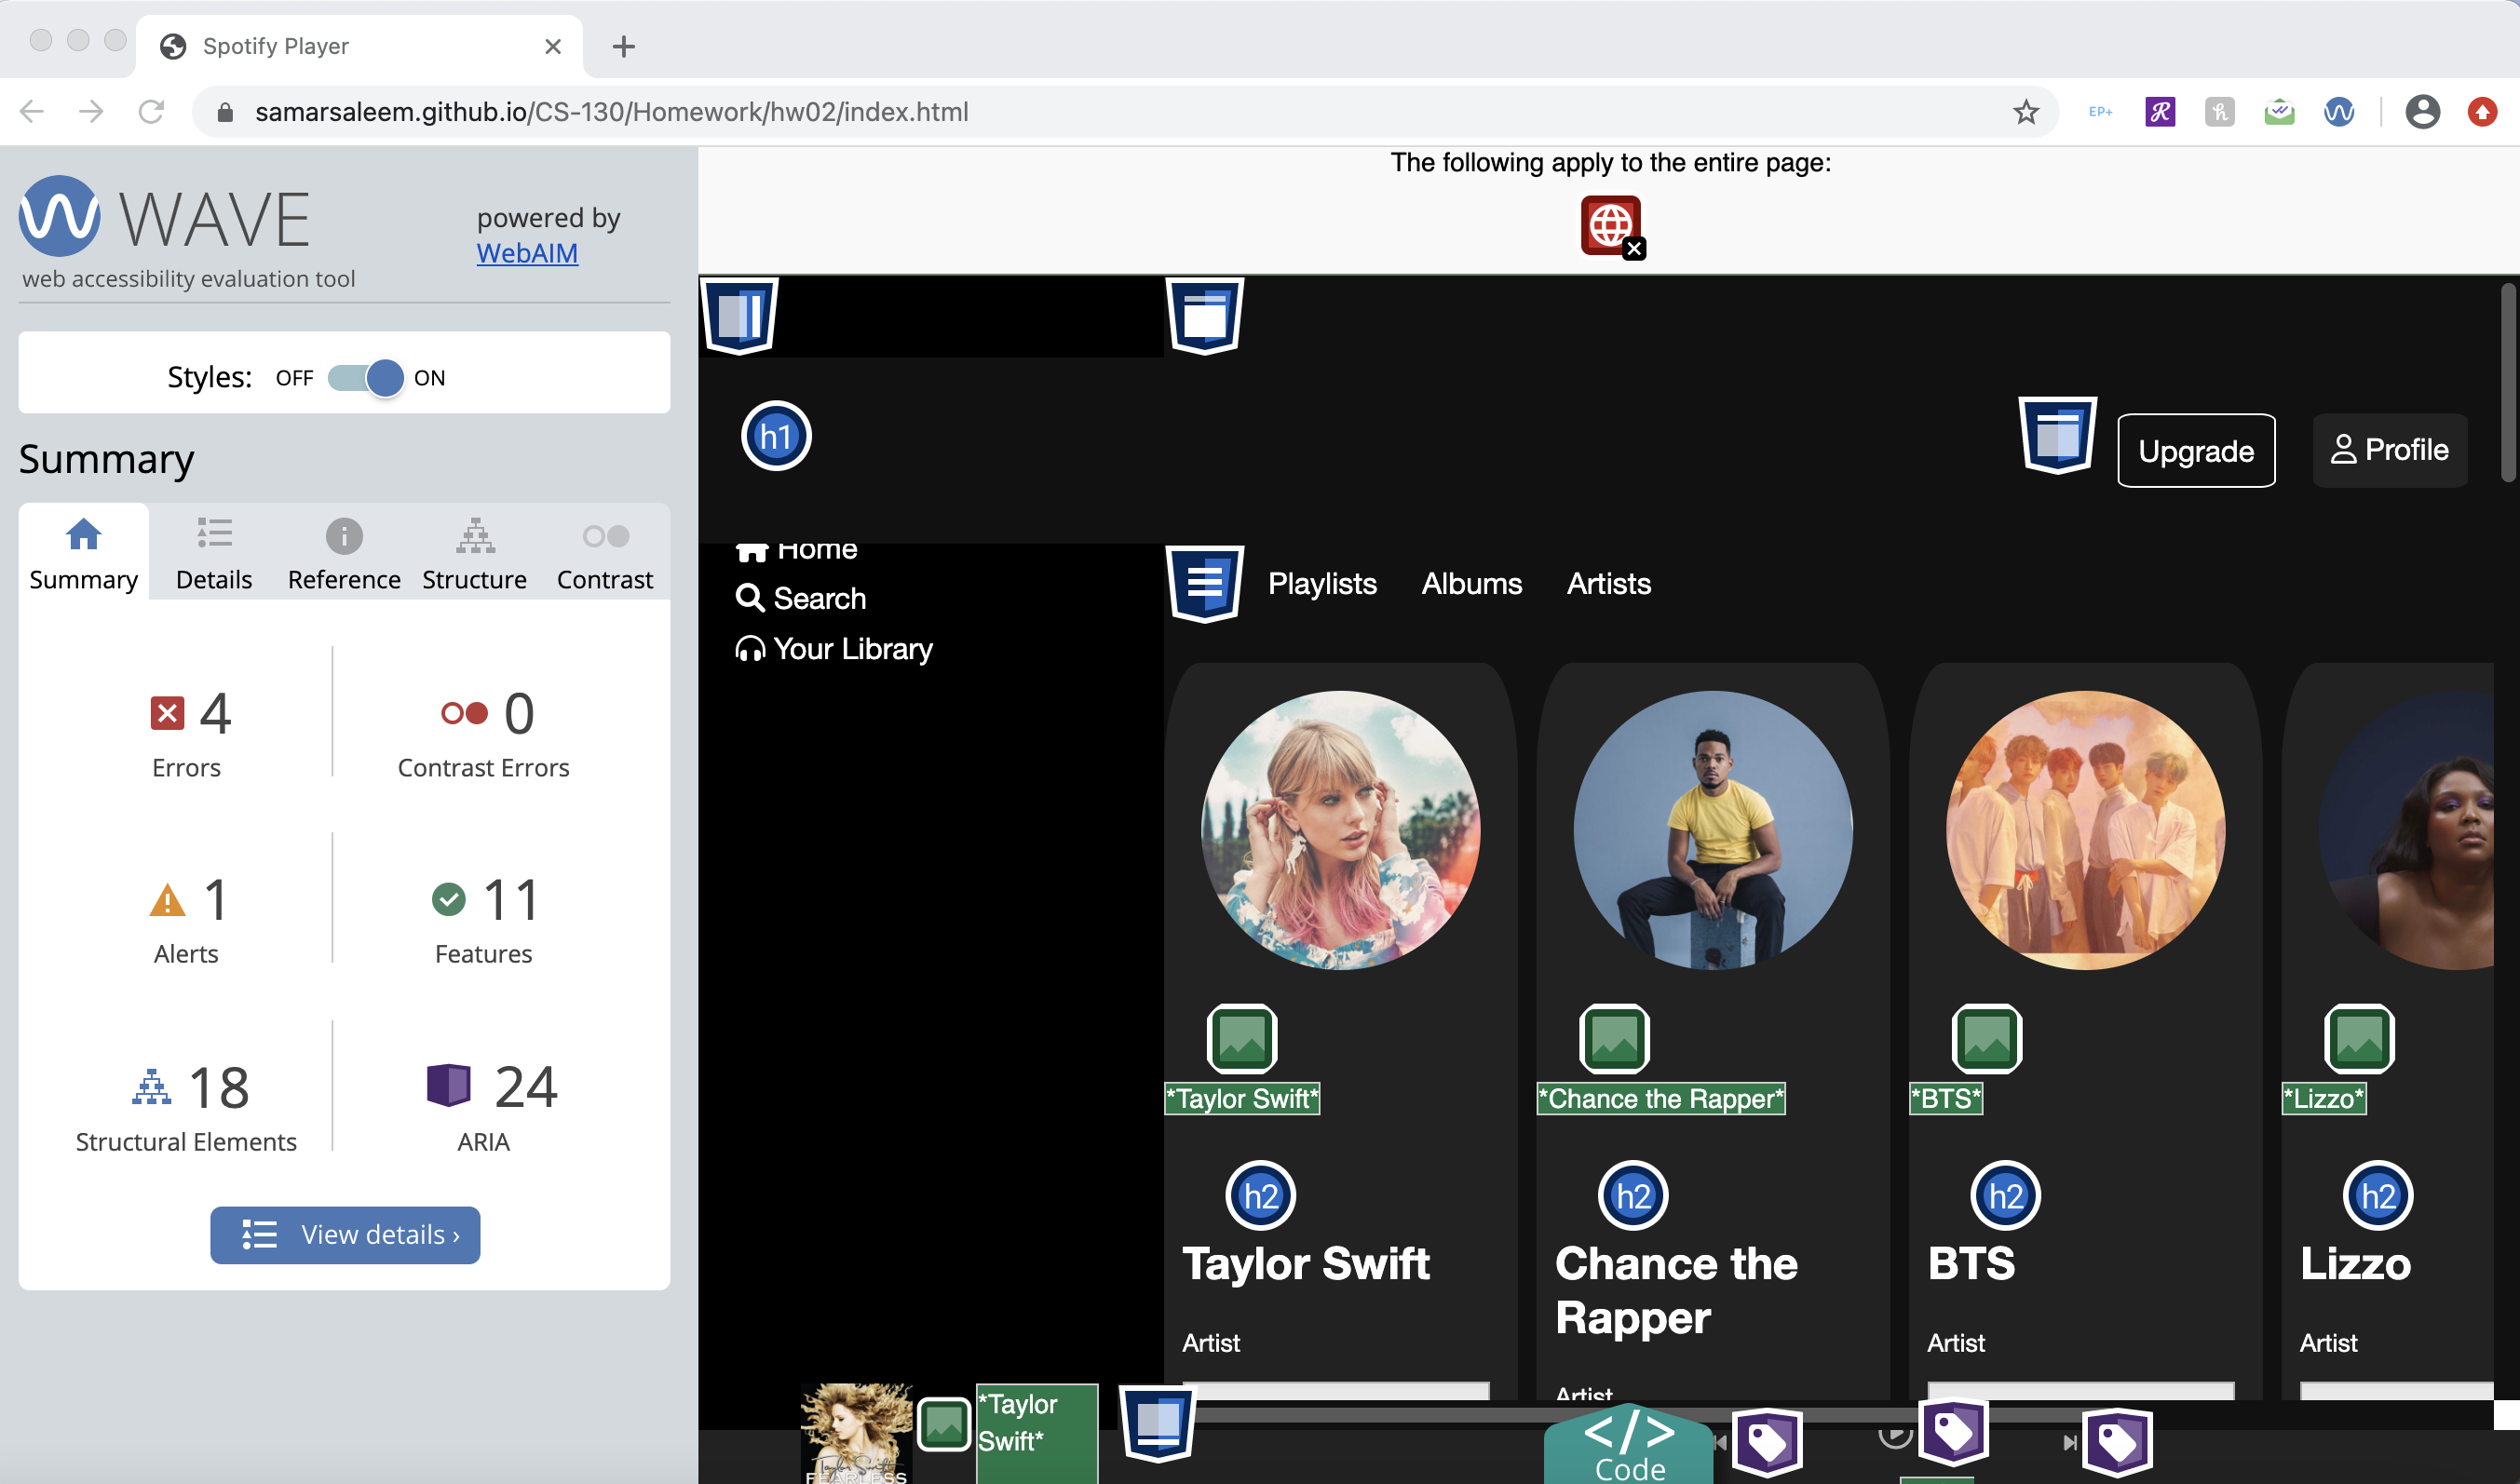 Spotify Player
samarsaleem.github.io/CS-130/Homework/hw02/index.html
EP+
WAVE
powered by
WebAIM
web accessibility evaluation tool
Styles: OFF ON
Summary
Summary Details Reference Structure Contrast
4
Errors
0
Contrast Errors
1
Alerts
11
Features
18
Structural Elements
24
ARIA
View details ›
The following apply to the entire page:
h1
Upgrade
Profile
Home
Search
Your Library
Playlists Albums Artists
*Taylor Swift*
*Chance the Rapper*
*BTS*
*Lizzo*
h2
h2
h2
h2
Taylor Swift
Chance the
Rapper
BTS
Lizzo
Artist
Artist
Artist
Artist
Taylor Swift
FEARLESS
*Taylor
Swift*
</>
Code